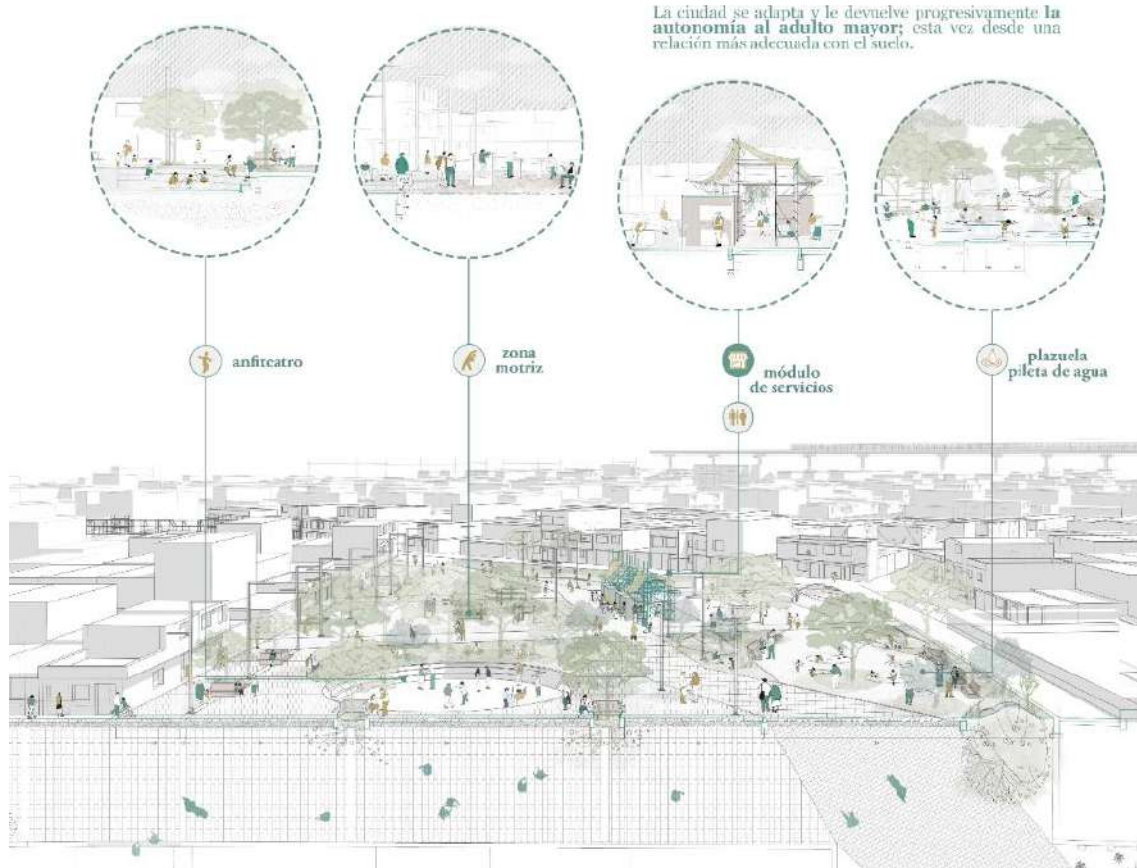 La ciudad se adapta y le devuelve progresivamente la
autonomía al adulto mayor; esta vez desde una
relación más adecuada con el suelo.
anfiteatro
zona
motriz
módulo
de servicios
plazuela
pileta de agua